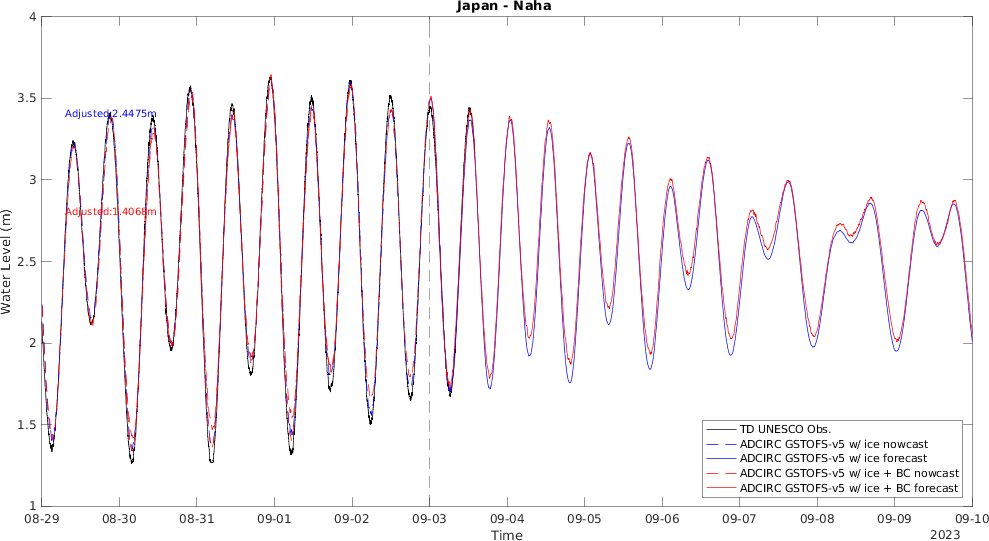 Japan - Naha
Water Level (m)
4
3.5
3
2.5
2
1.5
1
Adjusted:2.4475m
Adjusted:1.4068m
TD UNESCO Obs.
ADCIRC GSTOFS-v5 w/ ice nowcast
ADCIRC GSTOFS-v5 w/ ice forecast
ADCIRC GSTOFS-v5 w/ ice + BC nowcast
ADCIRC GSTOFS-v5 w/ ice + BC forecast
08-29 08-30 08-31 09-01 09-02 09-03 09-04 09-05 09-06 09-07 09-08 09-09 09-10
Time
2023